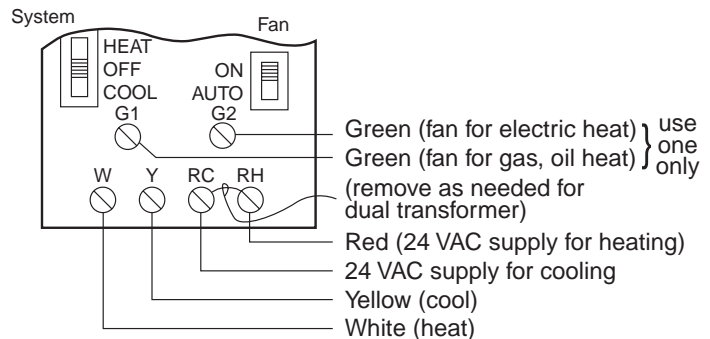 System
Fan
HEAT
OFF
COOL
ON
AUTO
G1
G2
W Y RC RH
Green (fan for electric heat)
Green (fan for gas, oil heat)
} use
one
only
(remove as needed for
dual transformer)
Red (24 VAC supply for heating)
24 VAC supply for cooling
Yellow (cool)
White (heat)